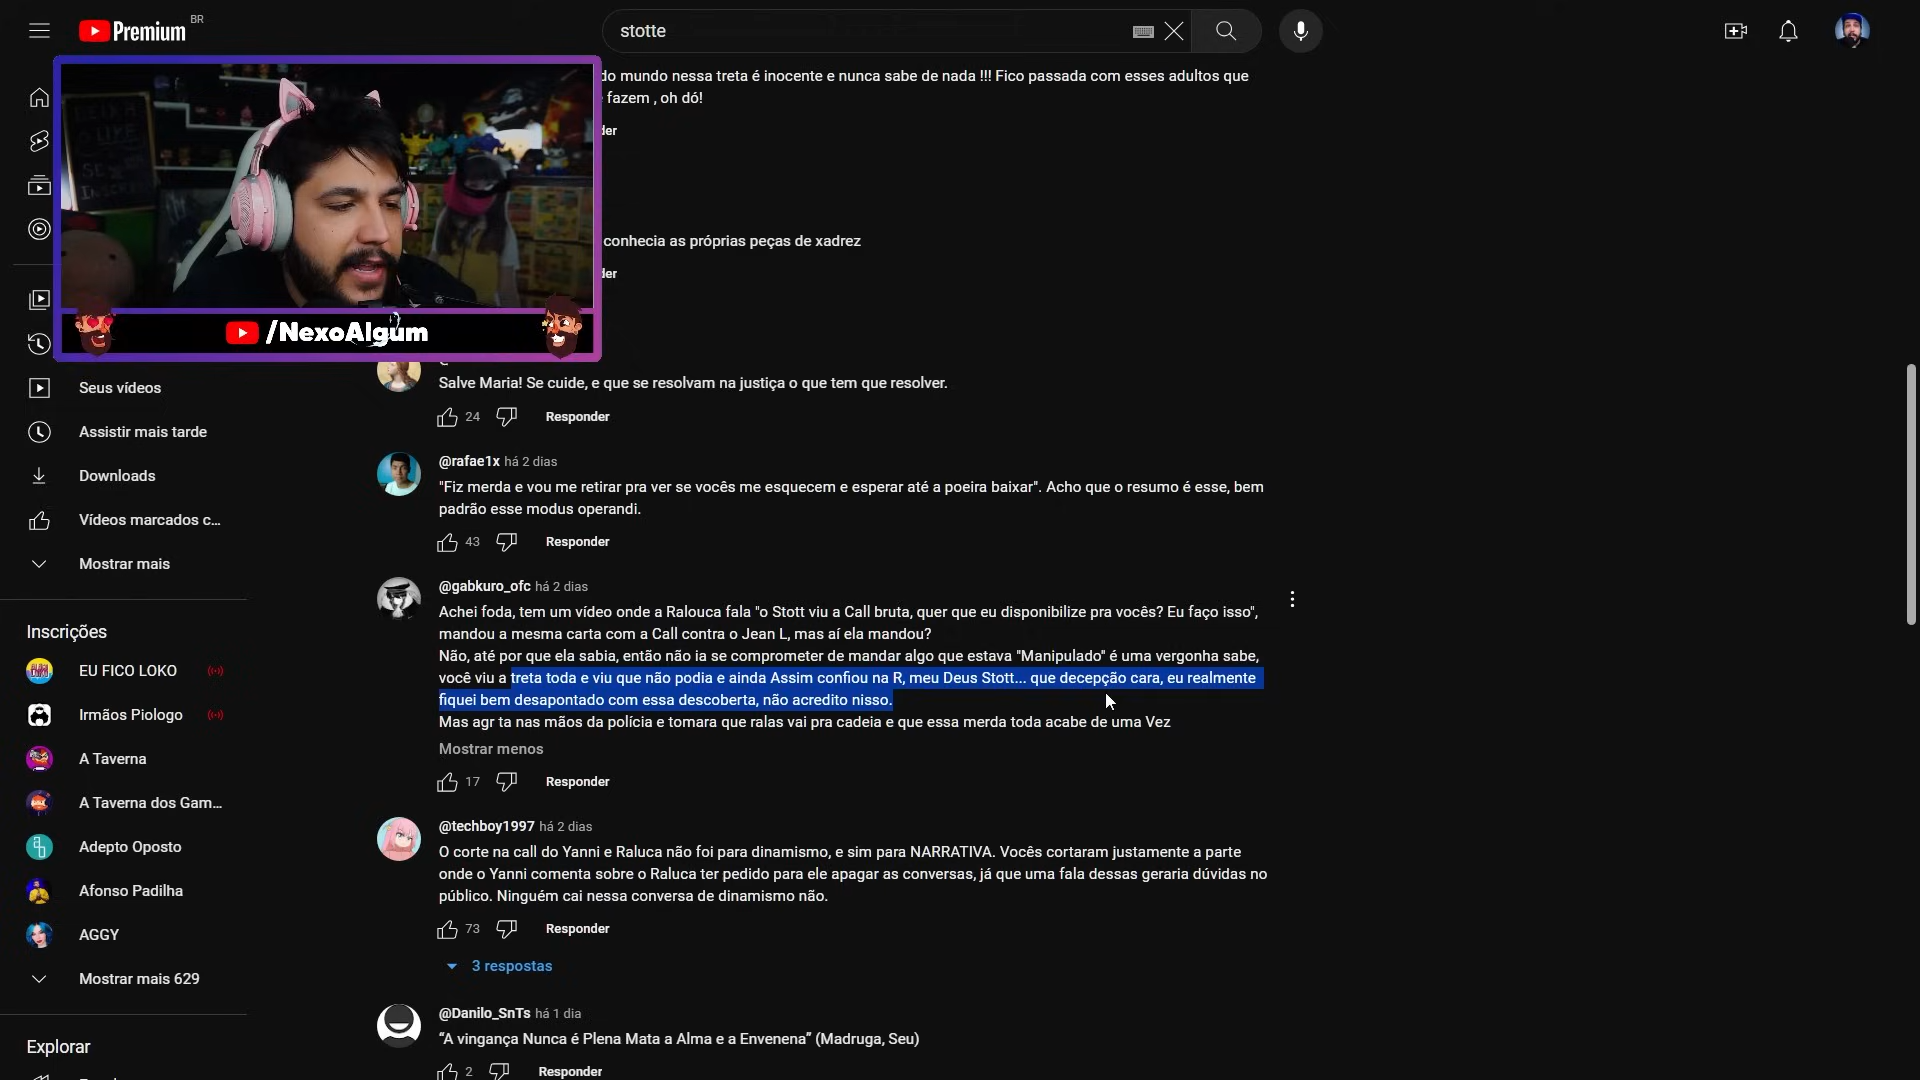 Premium BR
stotte
do mundo nessa treta é inocente e nunca sabe de nada !!! Fico passada com esses adultos que
fazem , oh dó!
der
conhecia as próprias peças de xadrez
der
/NexoAlgum
Salve Maria! Se cuide, e que se resolvam na justiça o que tem que resolver.
24 Responder
@rafae1x há 2 dias
"Fiz merda e vou me retirar pra ver se vocês me esquecem e esperar até a poeira baixar". Acho que o resumo é esse, bem
padrão esse modus operandi.
43 Responder
@gabkuro_ofc há 2 dias
Achei foda, tem um vídeo onde a Ralouca fala "o Stott viu a Call bruta, quer que eu disponibilize pra vocês? Eu faço isso",
mandou a mesma carta com a Call contra o Jean L, mas aí ela mandou?
Não, até por que ela sabia, então não ia se comprometer de mandar algo que estava "Manipulado" é uma vergonha sabe,
você viu a treta toda e viu que não podia e ainda Assim confiou na R, meu Deus Stott... que decepção cara, eu realmente
fiquei bem desapontado com essa descoberta, não acredito nisso.
Mas agr ta nas mãos da polícia e tomara que ralas vai pra cadeia e que essa merda toda acabe de uma Vez
Mostrar menos
17 Responder
@techboy1997 há 2 dias
O corte na call do Yanni e Raluca não foi para dinamismo, e sim para NARRATIVA. Vocês cortaram justamente a parte
onde o Yanni comenta sobre o Raluca ter pedido para ele apagar as conversas, já que uma fala dessas geraria dúvidas no
público. Ninguém cai nessa conversa de dinamismo não.
73 Responder
3 respostas
@Danilo_SnTs há 1 dia
“A vingança Nunca é Plena Mata a Alma e a Envenena” (Madruga, Seu)
2 Responder
Seus vídeos
Assistir mais tarde
Downloads
Vídeos marcados c...
Mostrar mais
Inscrições
EU FICO LOKO
Irmãos Piologo
A Taverna
A Taverna dos Gam...
Adepto Oposto
Afonso Padilha
AGGY
Mostrar mais 629
Explorar